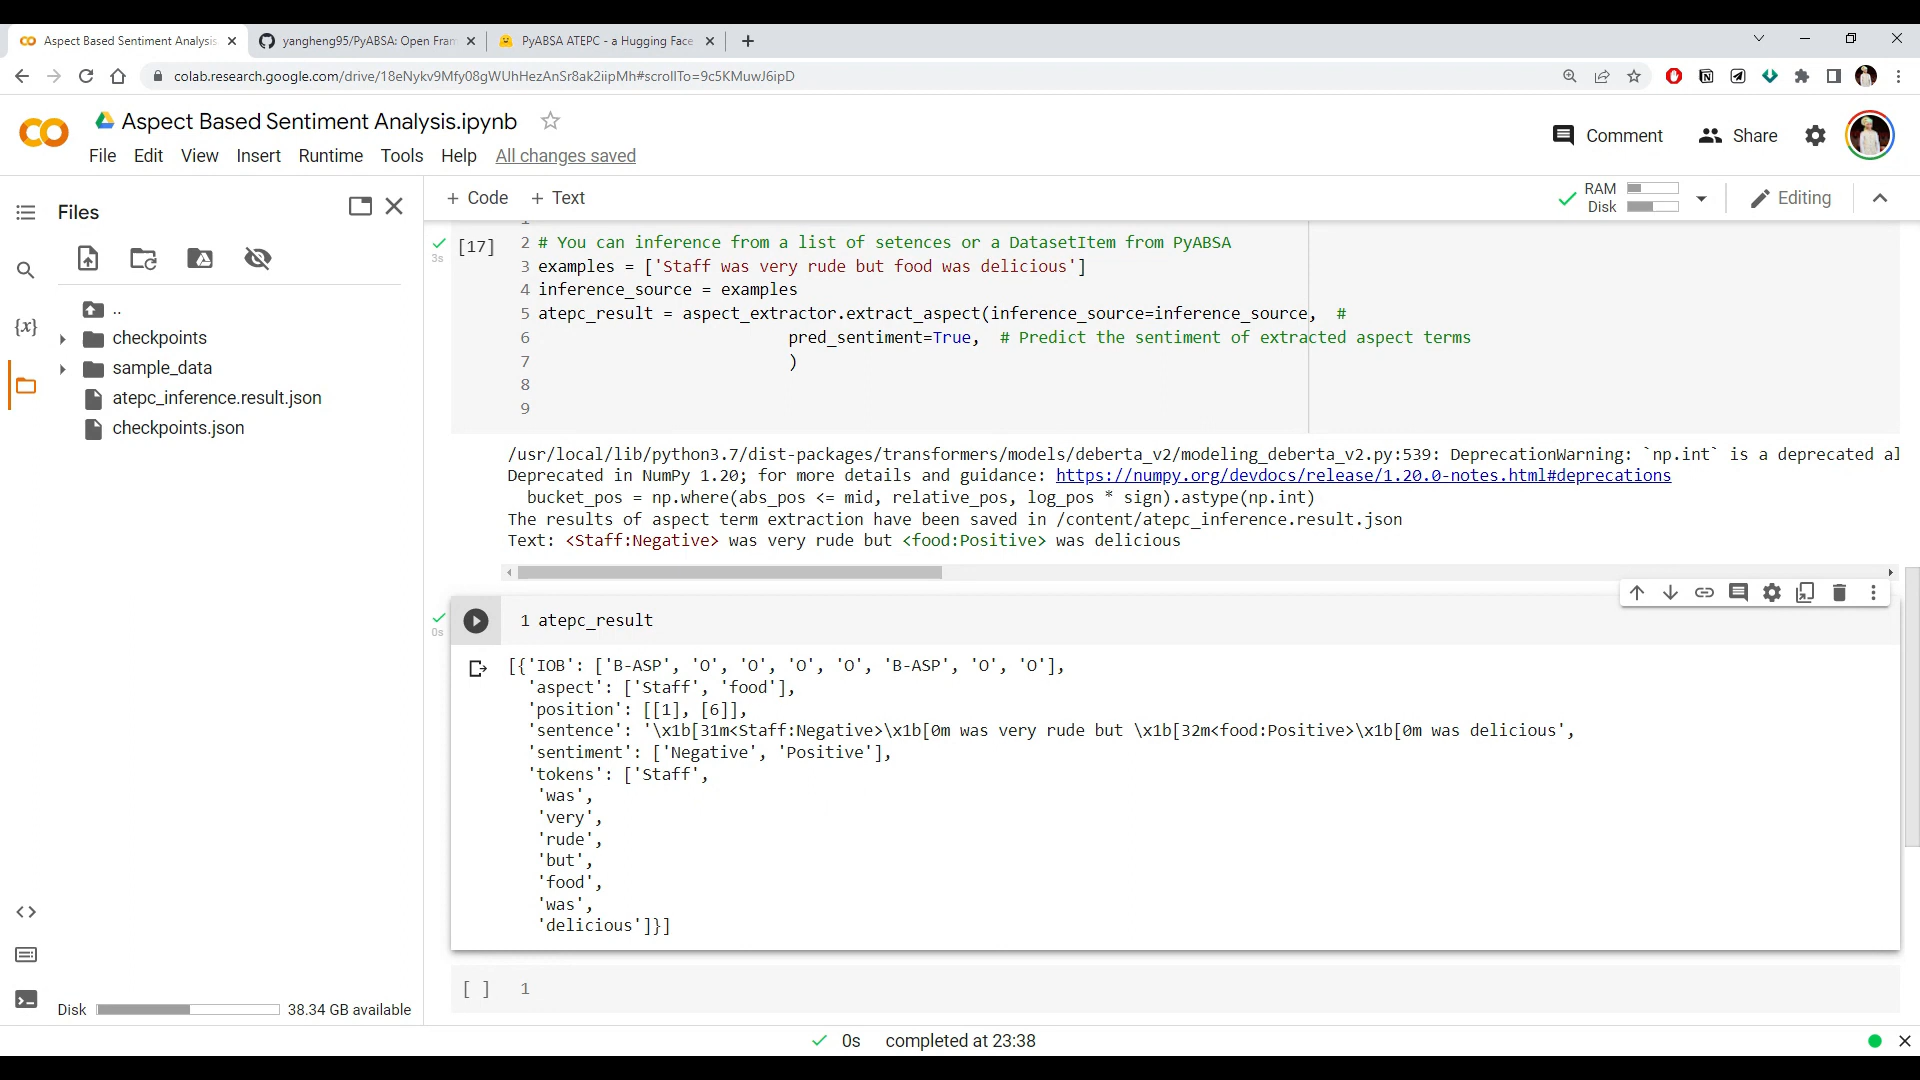 Aspect Based Sentiment Analysis.
yangheng95/PyABSA: Open Fram
PyABSA ATEPC - a Hugging Face
colab.research.google.com/drive/18eNykv9Mfy08gWUhHezAnSr8ak2iipMh#scrollTo=9c5KMuwJ6ipD
Aspect Based Sentiment Analysis.ipynb
File Edit View Insert Runtime Tools Help All changes saved
Comment
Share
Files
+ Code + Text
RAM
Disk
Editing
..
checkpoints
sample_data
atepc_inference.result.json
checkpoints.json
{x}
Disk 38.34 GB available
3s
[17]
1
2 # You can inference from a list of setences or a DatasetItem from PyABSA
3 examples = ['Staff was very rude but food was delicious']
4 inference_source = examples
5 atepc_result = aspect_extractor.extract_aspect(inference_source=inference_source,  #
6 pred_sentiment=True,  # Predict the sentiment of extracted aspect terms
7 )
8
9
/usr/local/lib/python3.7/dist-packages/transformers/models/deberta_v2/modeling_deberta_v2.py:539: DeprecationWarning: `np.int` is a deprecated al
Deprecated in NumPy 1.20; for more details and guidance: https://numpy.org/devdocs/release/1.20.0-notes.html#deprecations
bucket_pos = np.where(abs_pos <= mid, relative_pos, log_pos * sign).astype(np.int)
The results of aspect term extraction have been saved in /content/atepc_inference.result.json
Text: <Staff:Negative> was very rude but <food:Positive> was delicious
0s
1 atepc_result
[{'IOB': ['B-ASP', 'O', 'O', 'O', 'O', 'B-ASP', 'O', 'O'],
'aspect': ['Staff', 'food'],
'position': [[1], [6]],
'sentence': '\x1b[31m<Staff:Negative>\x1b[0m was very rude but \x1b[32m<food:Positive>\x1b[0m was delicious',
'sentiment': ['Negative', 'Positive'],
'tokens': ['Staff',
'was',
'very',
'rude',
'but',
'food',
'was',
'delicious']}]
[ ] 1
0s completed at 23:38